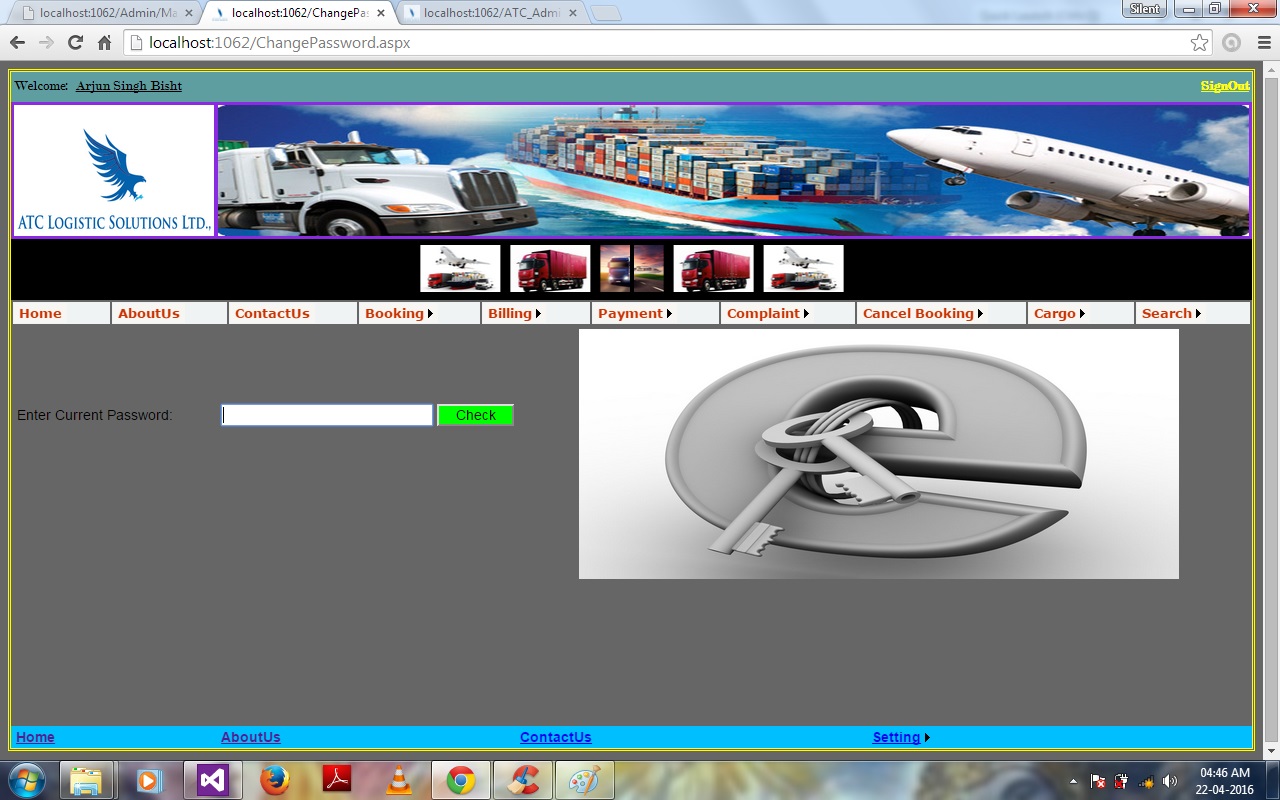 localhost:1062/Admin/Ma
localhost:1062/ChangePas
localhost:1062/ATC_Admi
Silent
localhost:1062/ChangePassword.aspx
Welcome: Arjun Singh Bisht
SignOut
ATC LOGISTIC SOLUTIONS LTD.,
Home AboutUs ContactUs Booking Billing Payment Complaint Cancel Booking Cargo Search
Enter Current Password: Check
Home AboutUs ContactUs Setting
04:46 AM
22-04-2016